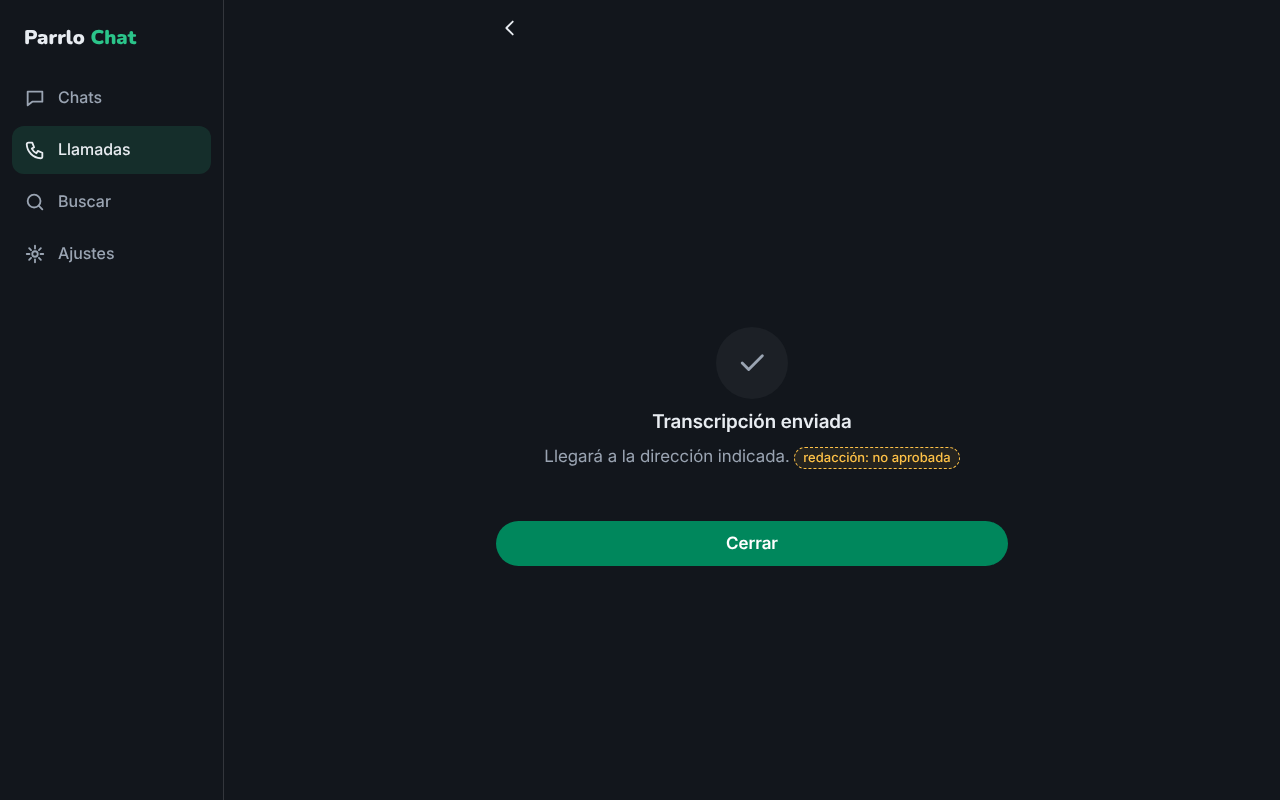 Parrlo Chat
Chats
Llamadas
Buscar
Ajustes
Transcripción enviada
Llegará a la dirección indicada. redacción: no aprobada
Cerrar